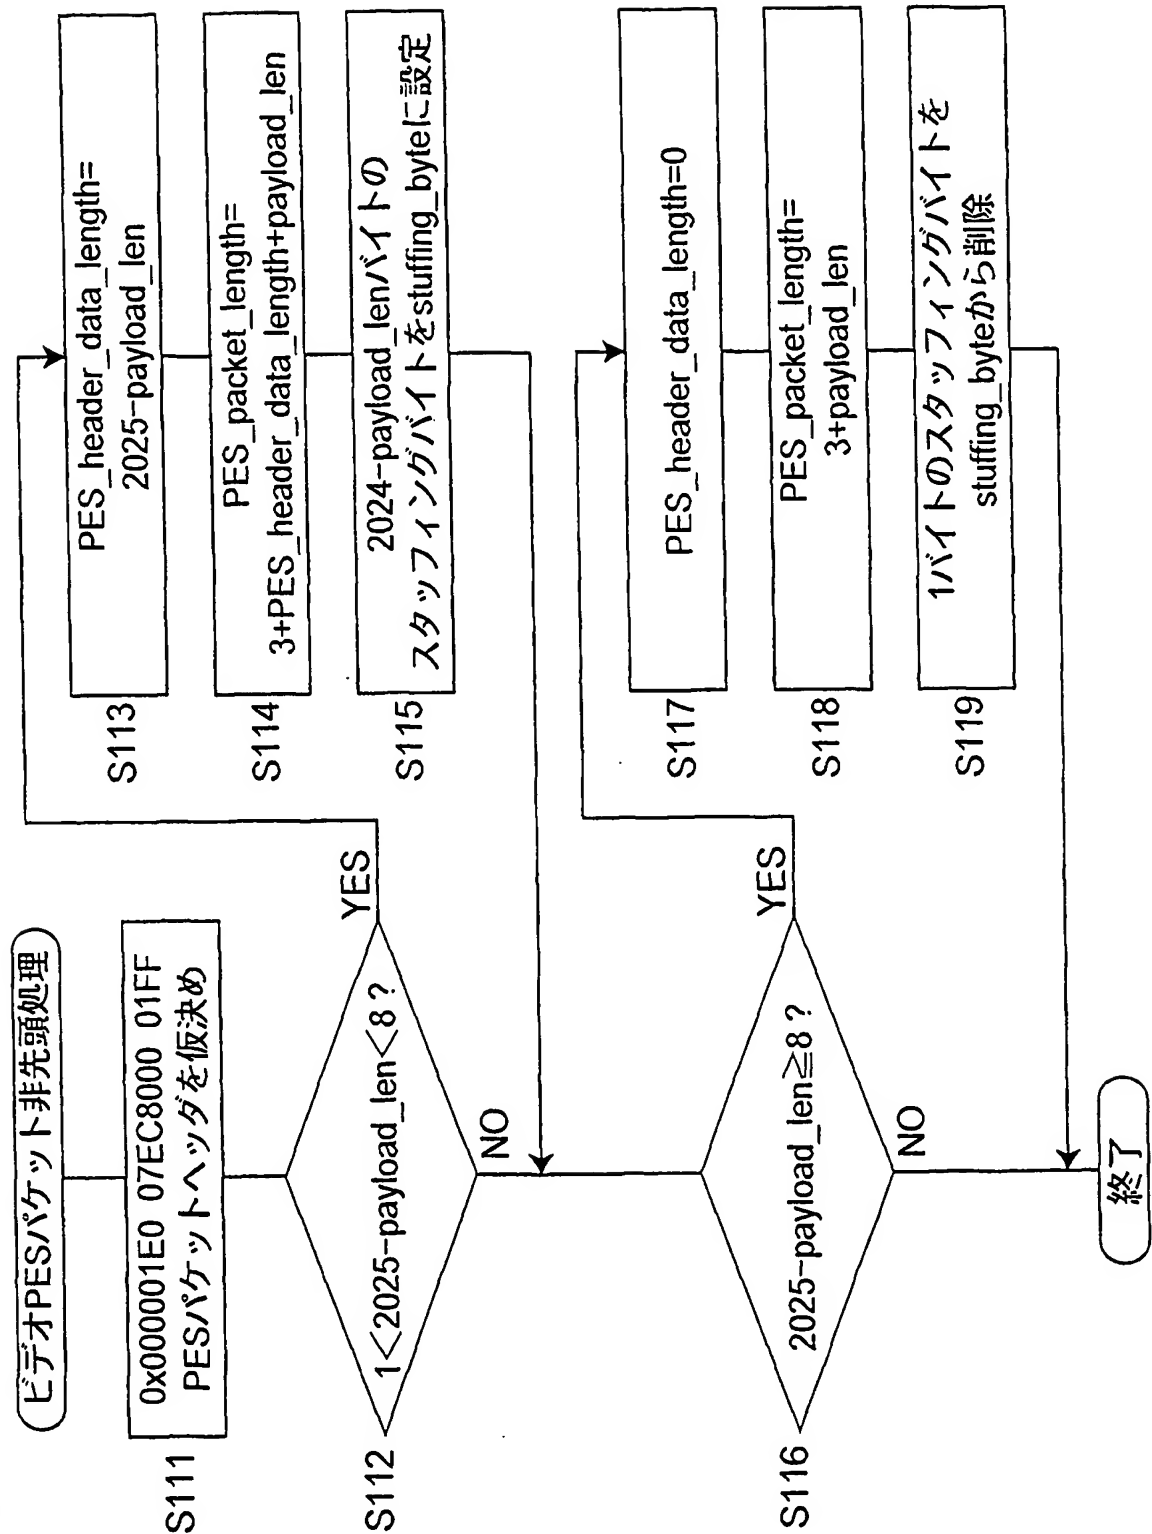 ビデオPESパケット非先頭処理
S111
0x000001E0 07EC8000 01FF
PESパケットヘッダを仮決め
S112
1<2025-payload_len<8?
YES
NO
S113
PES_header_data_length=
2025-payload_len
S114
PES_packet_length=
3+PES_header_data_length+payload_len
S115
2024-payload_lenバイトの
スタッフィングバイトをstuffing_byteに設定
S116
2025-payload_len≧8?
YES
NO
S117
PES_header_data_length=0
S118
PES_packet_length=
3+payload_len
S119
1バイトのスタッフィングバイトを
stuffing_byteから削除
終了